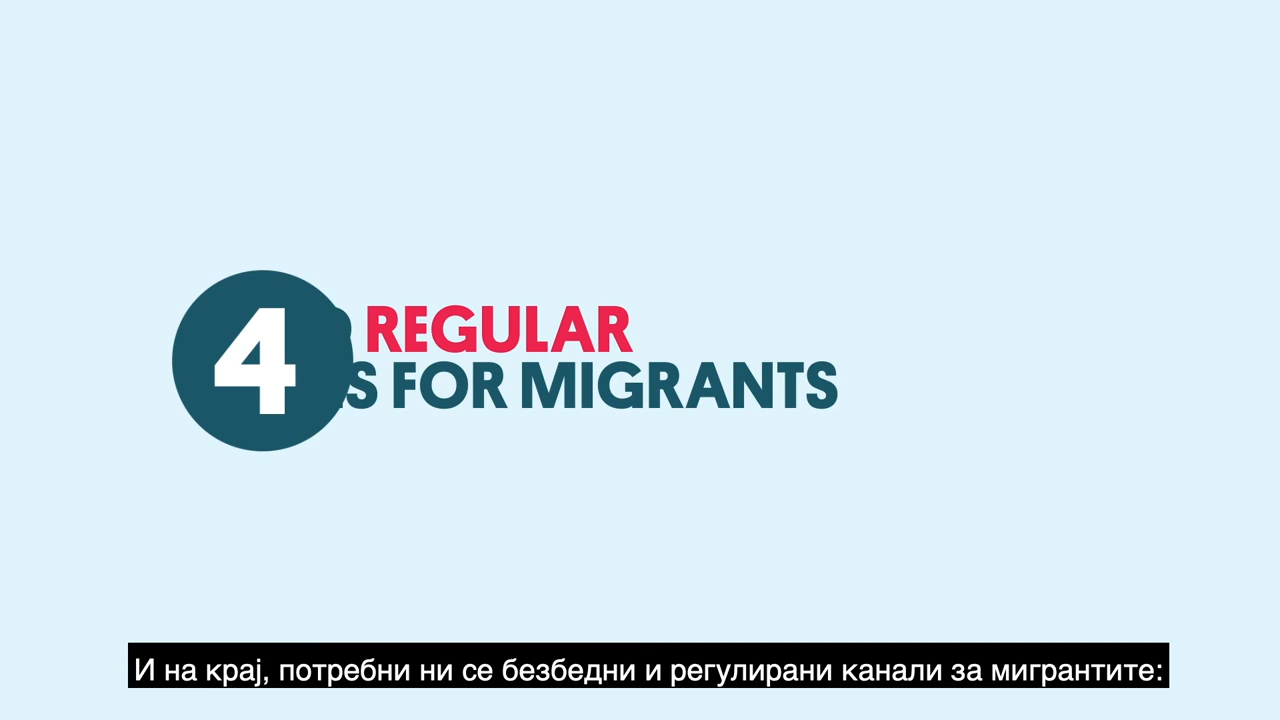 4
REGULAR
FOR MIGRANTS
И на крај, потребни ни се безбедни и регулирани канали за мигрантите: